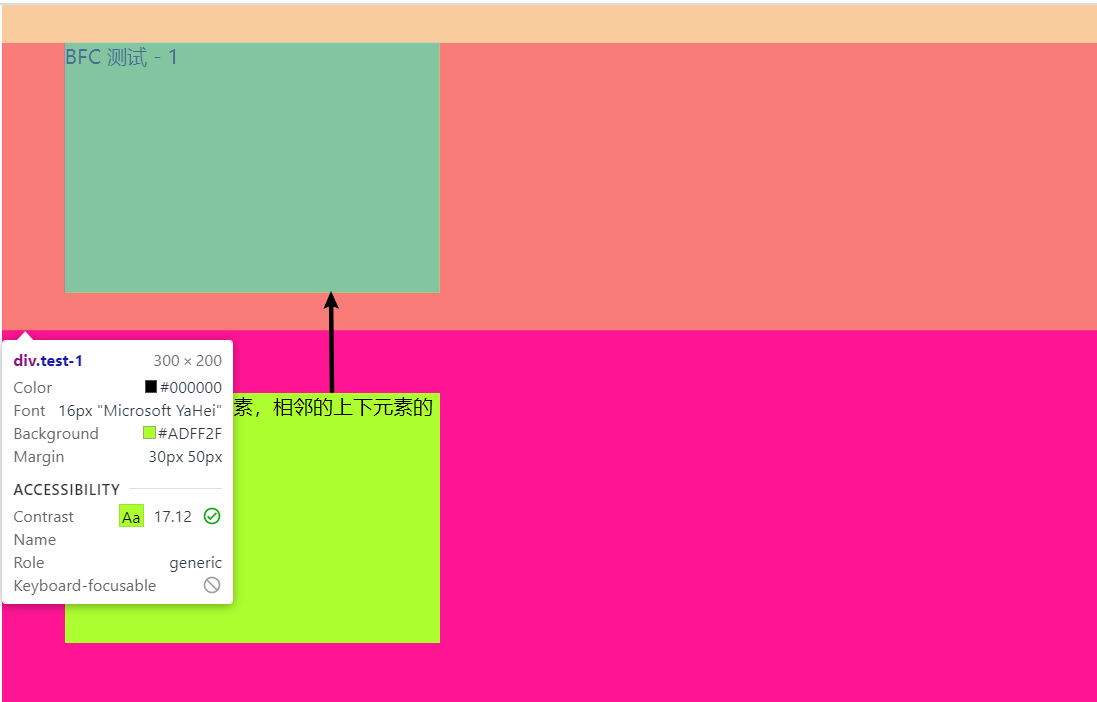 BFC 测试 - 1
div.test-1 300 × 200
Color #000000
素，相邻的上下元素的
Font 16px "Microsoft YaHei"
Background #ADFF2F
Margin 30px 50px
ACCESSIBILITY
Contrast Aa 17.12
Name
Role generic
Keyboard-focusable